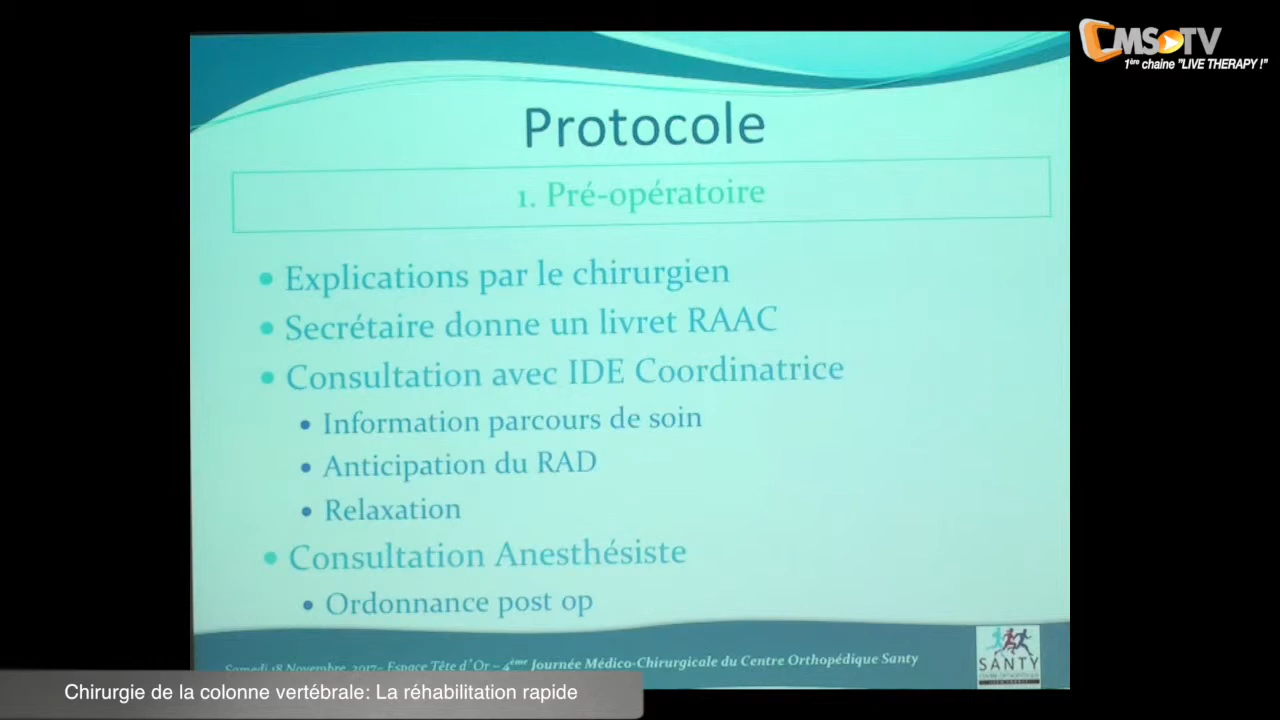 CMS TV
1ère chaine "LIVE THERAPY !"
Protocole
1. Pré-opératoire
• Explications par le chirurgien
• Secrétaire donne un livret RAAC
• Consultation avec IDE Coordinatrice
• Information parcours de soin
• Anticipation du RAD
• Relaxation
• Consultation Anesthésiste
• Ordonnance post op
Samedi 18 Novembre 2017– Espace Tête d'Or – 4ème Journée Médico-Chirurgicale du Centre Orthopédique Santy
SANTY
Chirurgie de la colonne vertébrale: La réhabilitation rapide